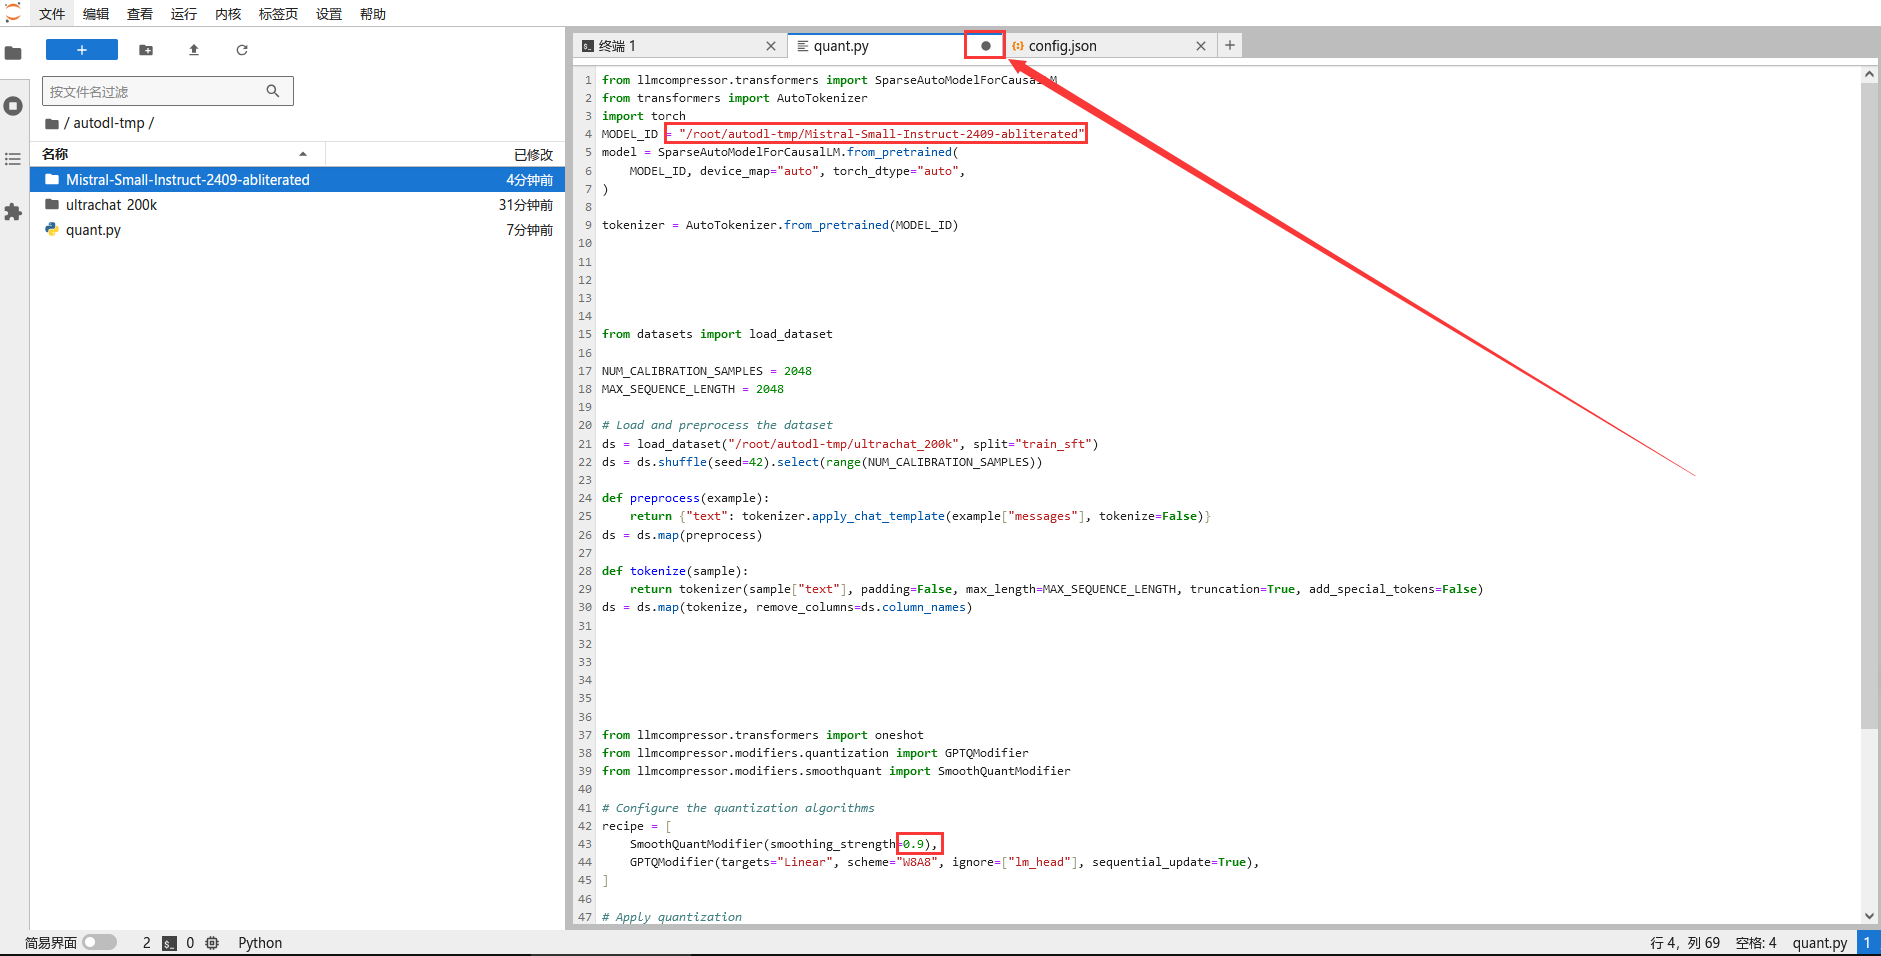 文件 编辑 查看 运行 内核 标签页 设置 帮助
按文件名过滤
/ autodl-tmp /
名称 已修改
Mistral-Small-Instruct-2409-abliterated 4分钟前
ultrachat_200k 31分钟前
quant.py 7分钟前
终端 1 quant.py config.json
1 from llmcompressor.transformers import SparseAutoModelForCausalLM
2 from transformers import AutoTokenizer
3 import torch
4 MODEL_ID = "/root/autodl-tmp/Mistral-Small-Instruct-2409-abliterated"
5 model = SparseAutoModelForCausalLM.from_pretrained(
6     MODEL_ID, device_map="auto", torch_dtype="auto",
7 )
8
9 tokenizer = AutoTokenizer.from_pretrained(MODEL_ID)
10
11
12
13
14
15 from datasets import load_dataset
16
17 NUM_CALIBRATION_SAMPLES = 2048
18 MAX_SEQUENCE_LENGTH = 2048
19
20 # Load and preprocess the dataset
21 ds = load_dataset("/root/autodl-tmp/ultrachat_200k", split="train_sft")
22 ds = ds.shuffle(seed=42).select(range(NUM_CALIBRATION_SAMPLES))
23
24 def preprocess(example):
25     return {"text": tokenizer.apply_chat_template(example["messages"], tokenize=False)}
26 ds = ds.map(preprocess)
27
28 def tokenize(sample):
29     return tokenizer(sample["text"], padding=False, max_length=MAX_SEQUENCE_LENGTH, truncation=True, add_special_tokens=False)
30 ds = ds.map(tokenize, remove_columns=ds.column_names)
31
32
33
34
35
36
37 from llmcompressor.transformers import oneshot
38 from llmcompressor.modifiers.quantization import GPTQModifier
39 from llmcompressor.modifiers.smoothquant import SmoothQuantModifier
40
41 # Configure the quantization algorithms
42 recipe = [
43     SmoothQuantModifier(smoothing_strength=0.9),
44     GPTQModifier(targets="Linear", scheme="W8A8", ignore=["lm_head"], sequential_update=True),
45 ]
46
47 # Apply quantization
简易界面 2 0 Python 行 4，列 69 空格: 4 quant.py 1